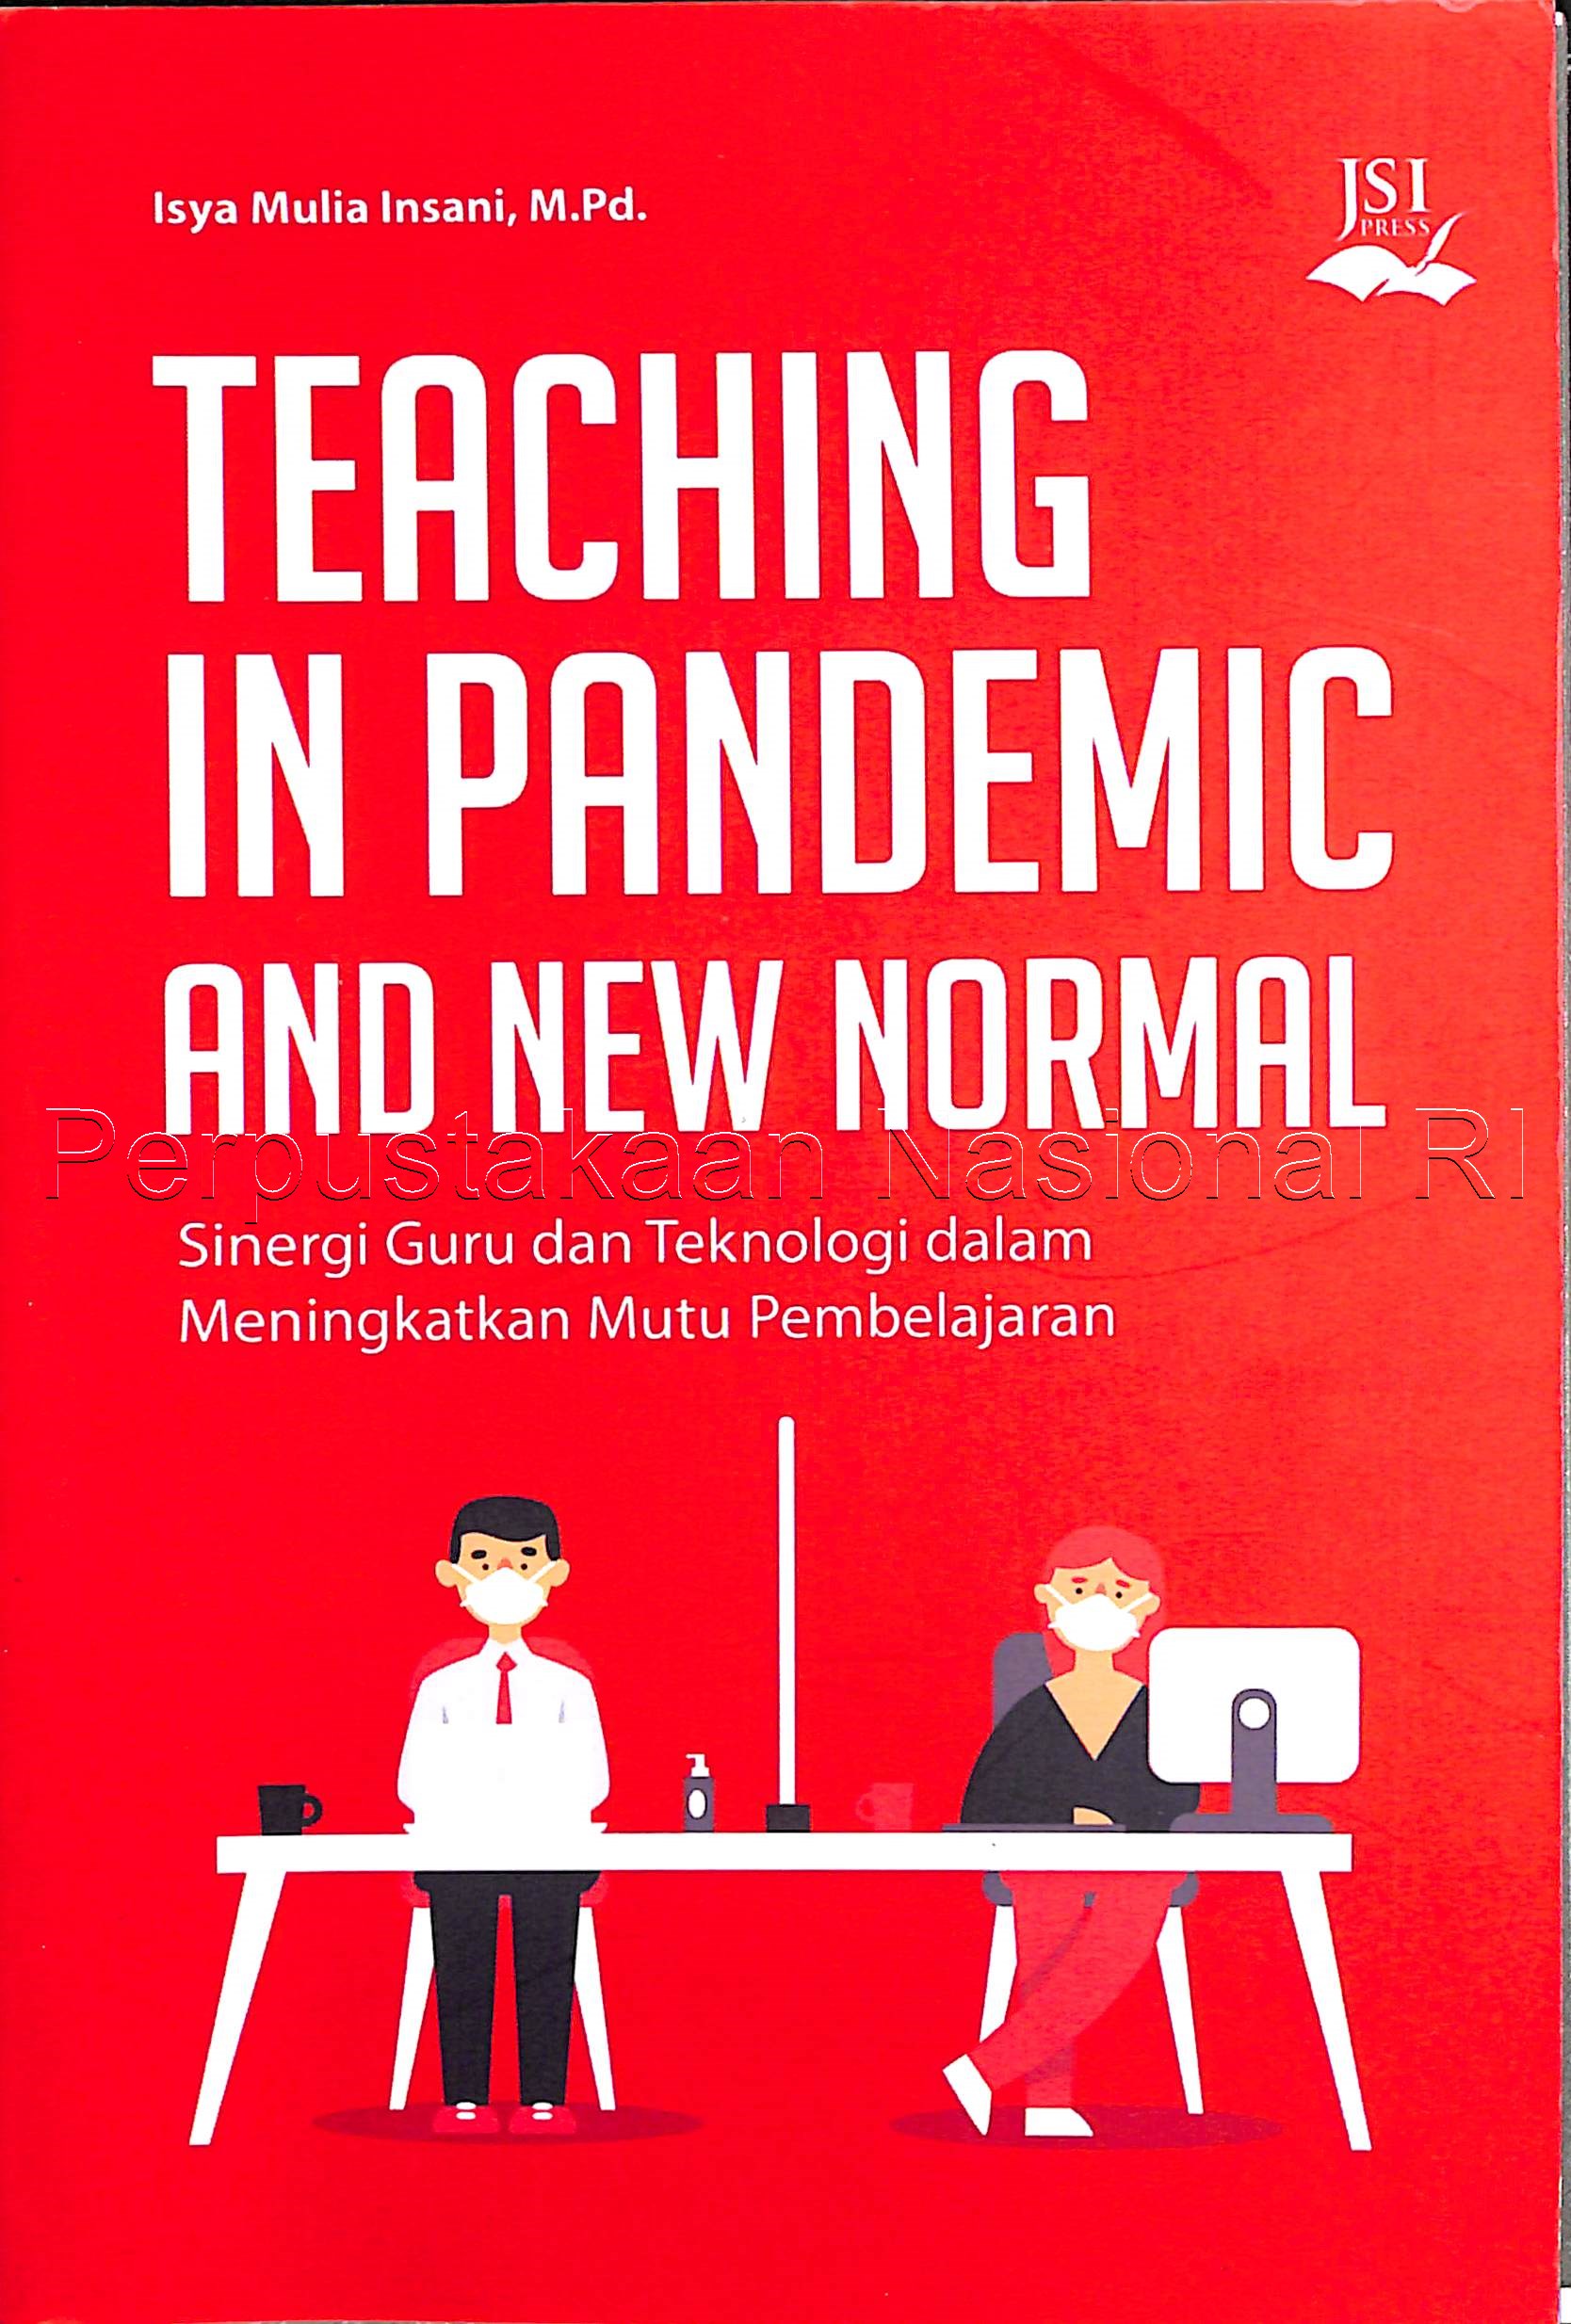 Isya Mulia Insani, M.Pd.
JSI
PRESS
TEACHING
IN PANDEMIC
AND NEW NORMAL
Perpustakaan Nasional RI
Sinergi Guru dan Teknologi dalam
Meningkatkan Mutu Pembelajaran